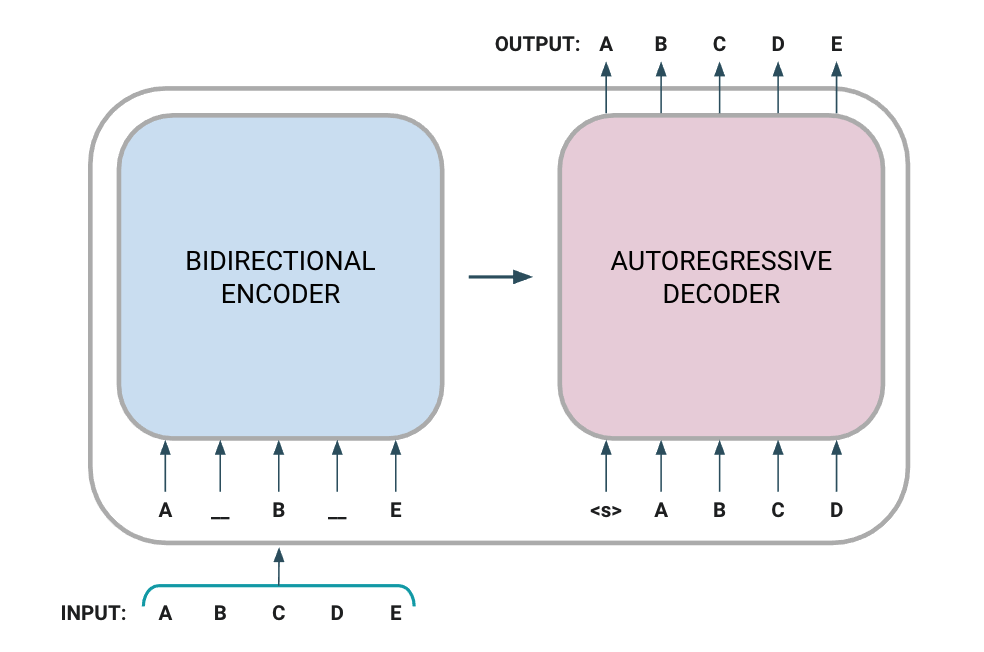 OUTPUT: A B C D E
BIDIRECTIONAL
ENCODER
AUTOREGRESSIVE
DECODER
A __ B __ E
<s> A B C D
INPUT: A B C D E